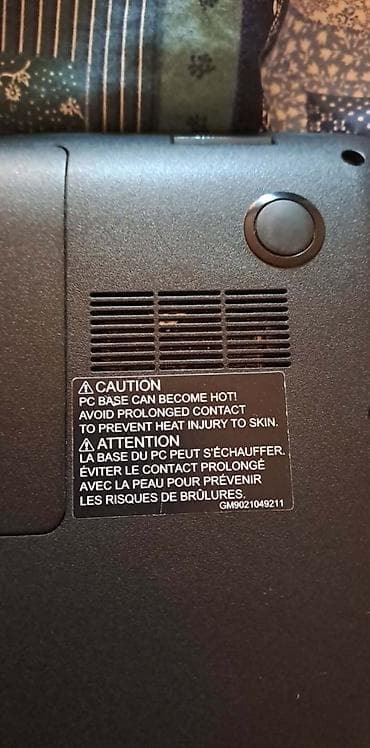 ⚠ CAUTION
PC BASE CAN BECOME HOT!
AVOID PROLONGED CONTACT
TO PREVENT HEAT INJURY TO SKIN.
⚠ ATTENTION
LA BASE DU PC PEUT S'ÉCHAUFFER.
ÉVITER LE CONTACT PROLONGÉ
AVEC LA PEAU POUR PRÉVENIR
LES RISQUES DE BRÛLURES.
GM9021049211